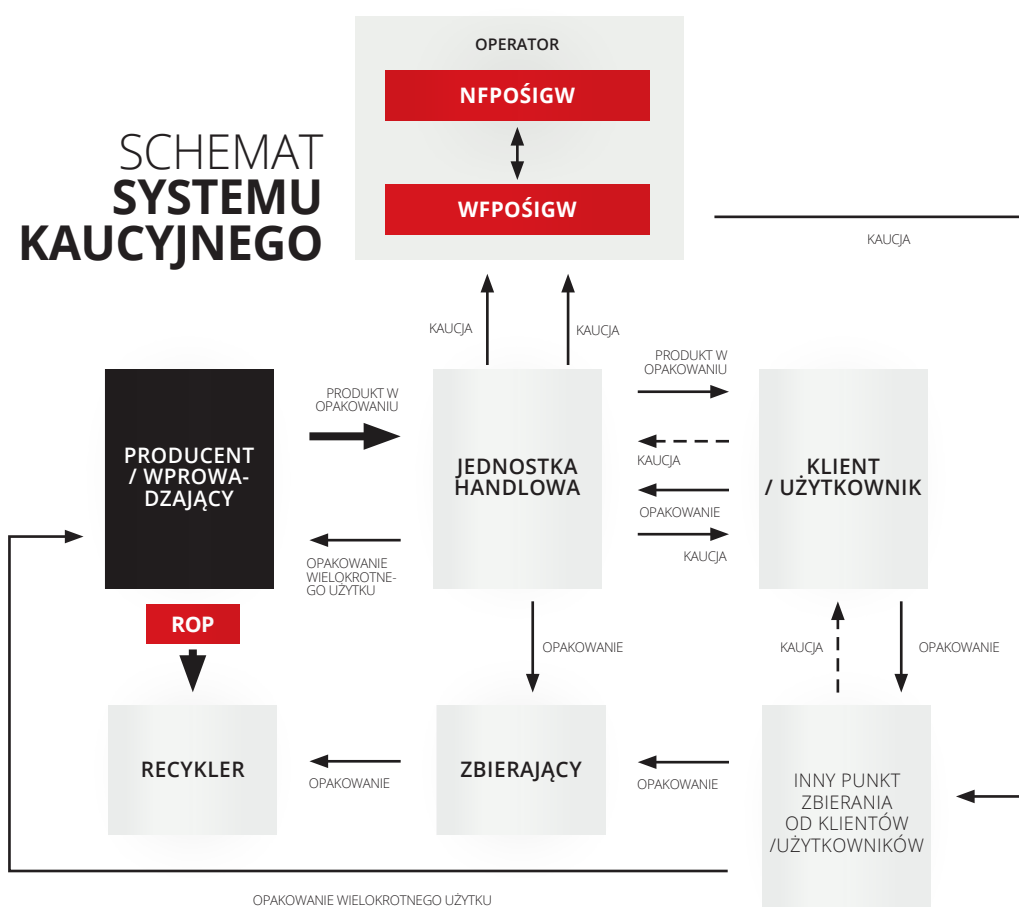 OPERATOR
NFPOŚIGW
SCHEMAT
SYSTEMU
KAUCYJNEGO
WFPOŚIGW
KAUCJA
KAUCJA
KAUCJA
PRODUKT W
OPAKOWANIU
PRODUKT W
OPAKOWANIU
PRODUCENT
/ WPROWA-
DZAJĄCY
JEDNOSTKA
HANDLOWA
KAUCJA
OPAKOWANIE
KAUCJA
KLIENT
/ UŻYTKOWNIK
OPAKOWANIE
WIELOKROTNE-
GO UŻYTKU
ROP
OPAKOWANIE
KAUCJA
OPAKOWANIE
RECYKLER
OPAKOWANIE
ZBIERAJĄCY
OPAKOWANIE
INNY PUNKT
ZBIERANIA
OD KLIENTÓW
/UŻYTKOWNIKÓW
OPAKOWANIE WIELOKROTNEGO UŻYTKU